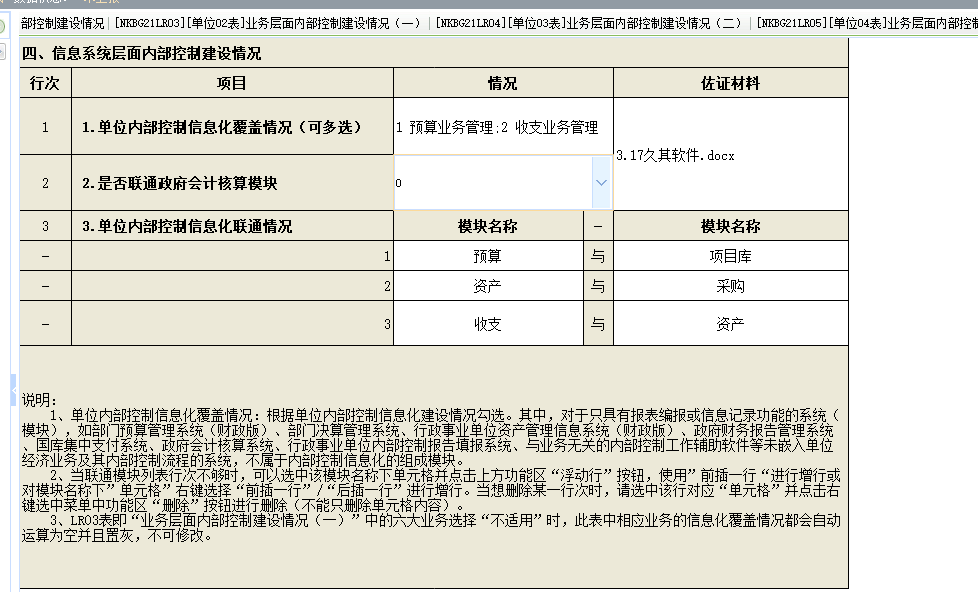 部控制建设情况 | [NKBG21LR03][单位02表]业务层面内部控制建设情况（一） | [NKBG21LR04][单位03表]业务层面内部控制建设情况（二） | [NKBG21LR05][单位04表]业务层面内部控制
四、信息系统层面内部控制建设情况
行次 项目 情况 佐证材料
1 1.单位内部控制信息化覆盖情况（可多选） 1 预算业务管理:2 收支业务管理
3.17久其软件.docx
2 2.是否联通政府会计核算模块 0
3 3.单位内部控制信息化联通情况 模块名称 — 模块名称
— 1 预算 与 项目库
— 2 资产 与 采购
— 3 收支 与 资产
说明:
1、单位内部控制信息化覆盖情况：根据单位内部控制信息化建设情况勾选。其中，对于只具有报表编报或信息记录功能的系统（
模块），如部门预算管理系统（财政版）、部门决算管理系统、行政事业单位资产管理信息系统（财政版）、政府财务报告管理系统
、国库集中支付系统、政府会计核算系统、行政事业单位内部控制报告填报系统、与业务无关的内部控制工作辅助软件等未嵌入单位
经济业务及其内部控制流程的系统，不属于内部控制信息化的组成模块。
2、当联通模块列表行次不够时，可以选中该模块名称下单元格并点击上方功能区“浮动行”按钮，使用”前插一行“进行增行或
对模块名称下”单元格”右键选择“前插一行”/“后插一行”进行增行。当想删除某一行次时，请选中该行对应“单元格”并点击右
键选中菜单中功能区“删除”按钮进行删除（不能只删除单元格内容）。
3、LR03表即“业务层面内部控制建设情况（一）”中的六大业务选择“不适用”时，此表中相应业务的信息化覆盖情况都会自动
运算为空并且置灰，不可修改。